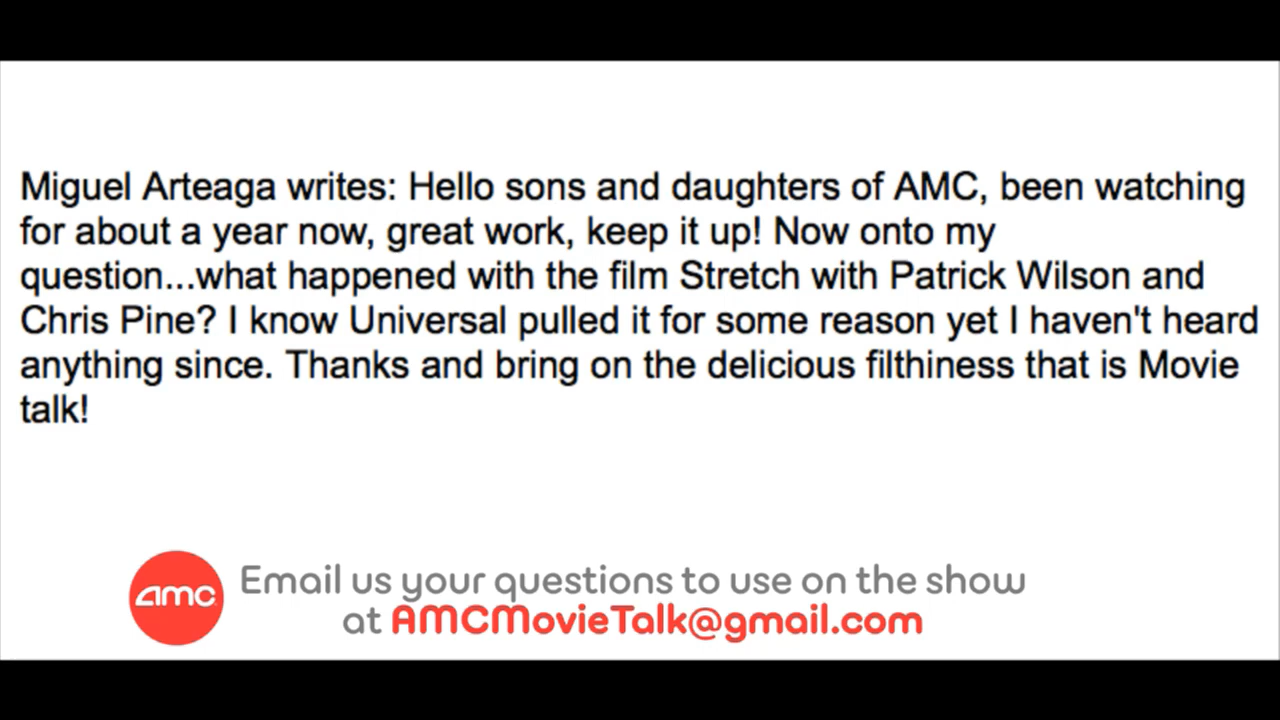 Miguel Arteaga writes: Hello sons and daughters of AMC, been watching
for about a year now, great work, keep it up! Now onto my
question...what happened with the film Stretch with Patrick Wilson and
Chris Pine? I know Universal pulled it for some reason yet I haven't heard
anything since. Thanks and bring on the delicious filthiness that is Movie
talk!
amc
Email us your questions to use on the show
at AMCMovieTalk@gmail.com